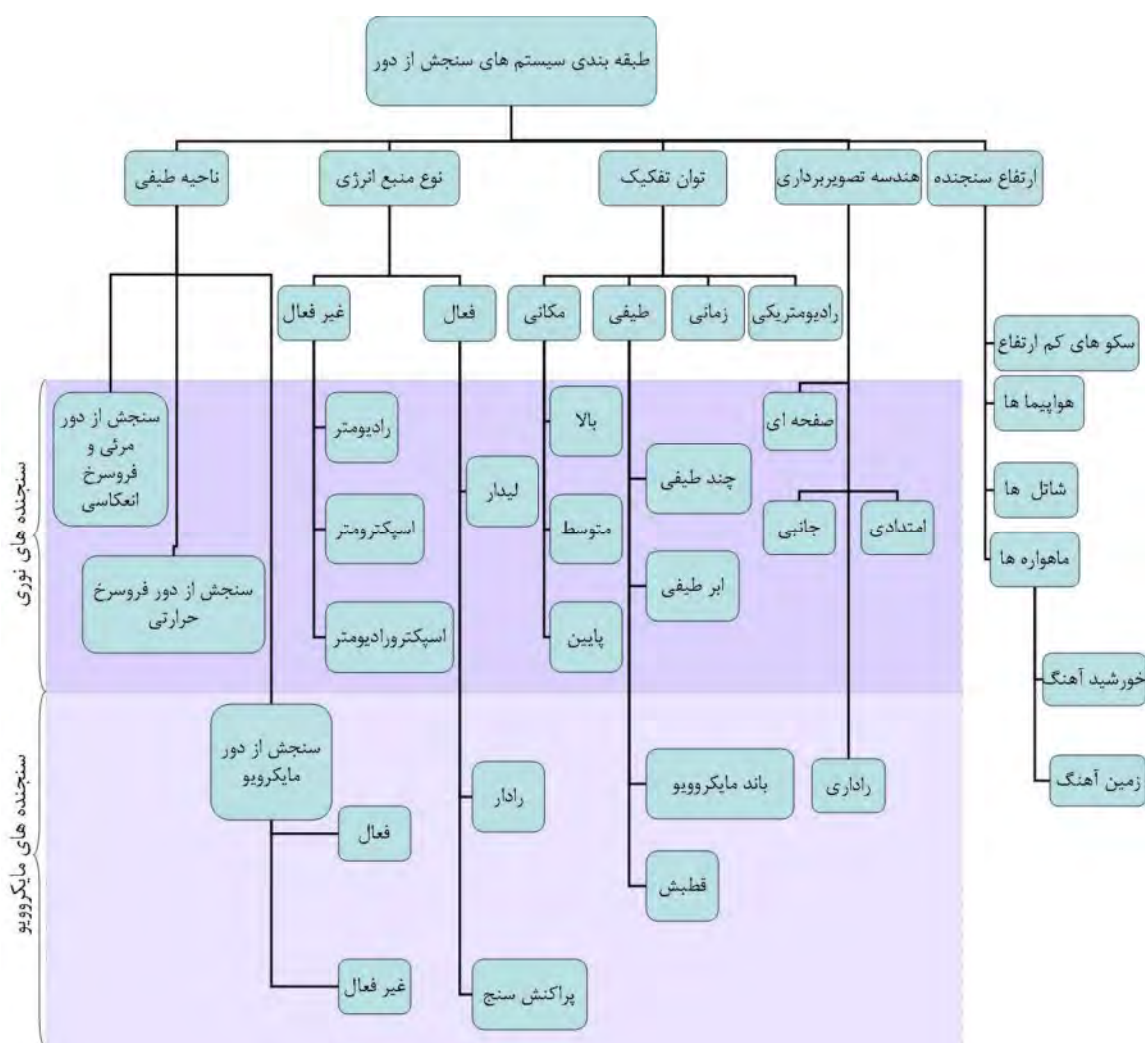 طبقه بندی سیستم های سنجش از دور
ارتفاع سنجنده
هندسه تصویربرداری
توان تفکیک
نوع منبع انرژی
ناحیه طیفی
رادیومتریکی
زمانی
طیفی
مکانی
فعال
غیر فعال
سکو های کم ارتفاع
هواپیما ها
شاتل ها
ماهواره ها
خورشید آهنگ
زمین آهنگ
صفحه ای
امتدادی
جانبی
راداری
چند طیفی
ابر طیفی
باند مایکروویو
قطبش
بالا
متوسط
پایین
لیدار
رادار
پراکنش سنج
رادیومتر
اسپکترومتر
اسپکترورادیومتر
سنجش از دور
مرئی و
فروسرخ
انعکاسی
سنجش از دور فروسرخ
حرارتی
سنجش از دور
مایکرویو
فعال
غیر فعال
سنجنده های نوری
سنجنده های مایکروویو